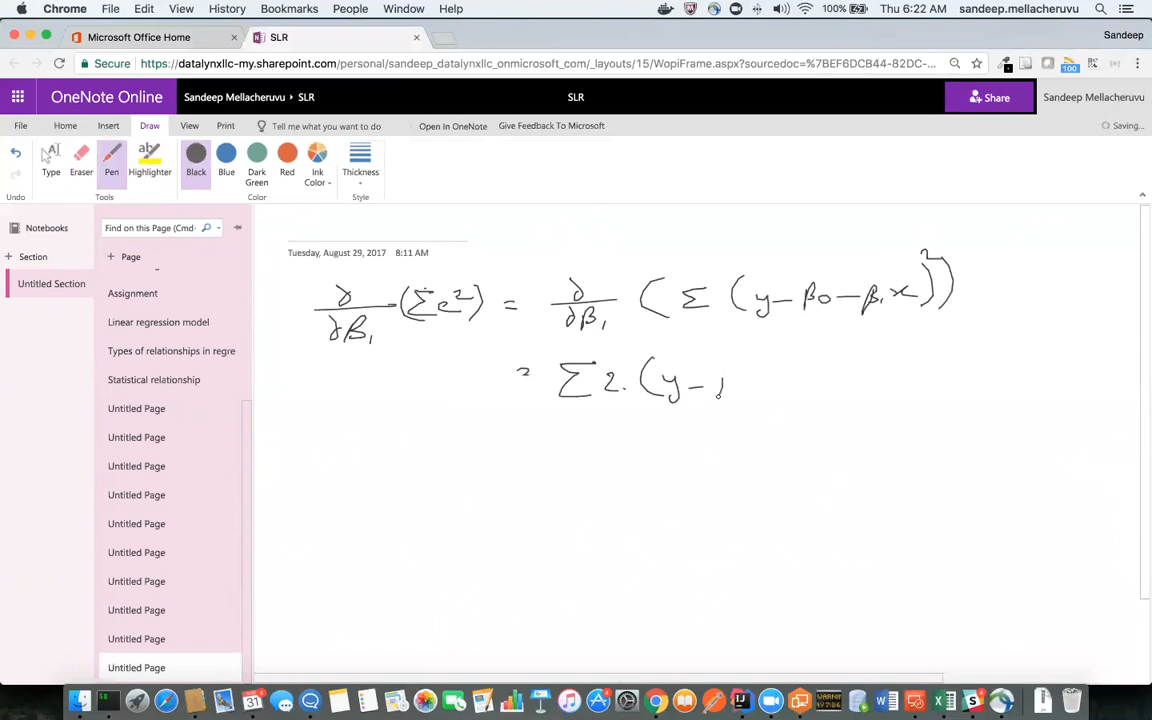 Chrome File Edit View History Bookmarks People Window Help 100% Thu 6:22 AM sandeep.mellacheruvu
Microsoft Office Home SLR Sandeep
Secure https://datalynxllc-my.sharepoint.com/personal/sandeep_datalynxllc_onmicrosoft_com/_layouts/15/WopiFrame.aspx?sourcedoc=%7BEF6DCB44-82DC-... 100
OneNote Online Sandeep Mellacheruvu ▸ SLR SLR Share Sandeep Mellacheruvu
File Home Insert Draw View Print Tell me what you want to do Open In OneNote Give Feedback To Microsoft Saving...
Type Eraser Pen Highlighter Black Blue Dark Green Red Ink Color Thickness
Undo Tools Color Style
Notebooks
Find on this Page (Cmd-
+ Section
+ Page
Untitled Section
Assignment
Linear regression model
Types of relationships in regre
Statistical relationship
Untitled Page
Untitled Page
Untitled Page
Untitled Page
Untitled Page
Untitled Page
Untitled Page
Untitled Page
Untitled Page
Untitled Page
Tuesday, August 29, 2017 8:11 AM
∂/∂β₁ (Σe²) = ∂/∂β₁ (Σ (y − β0 − β₁x)²)
= Σ 2. (y −